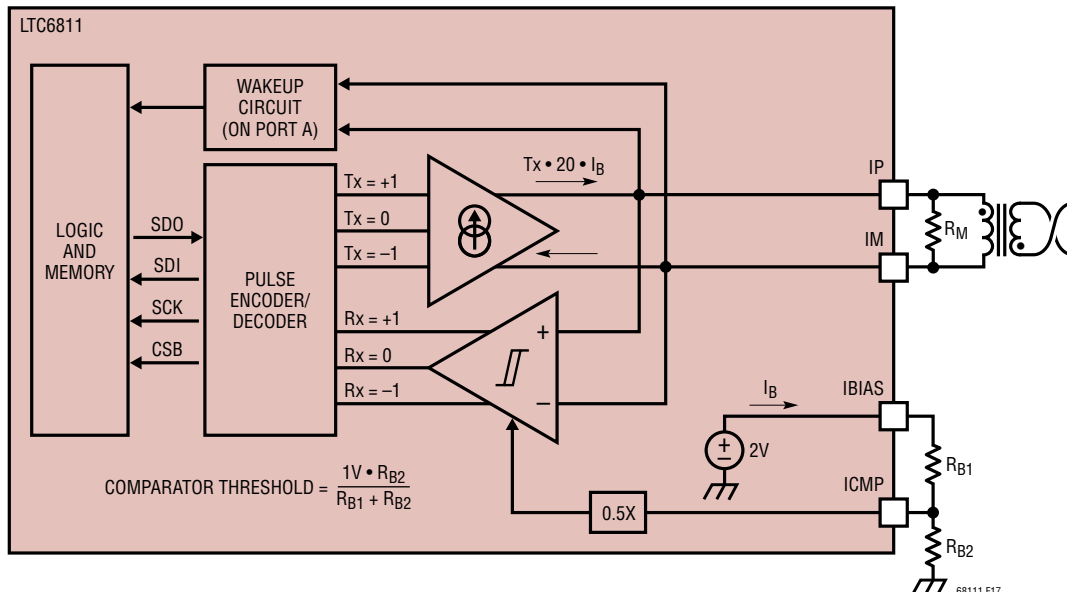 LTC6811
WAKEUP
CIRCUIT
(ON PORT A)
LOGIC
AND
MEMORY
SDO
SDI
SCK
CSB
PULSE
ENCODER/
DECODER
Tx = +1
Tx = 0
Tx = –1
Rx = +1
Rx = 0
Rx = –1
Tx • 20 • IB
+
–
IP
IM
RM
IB
+
–
2V
IBIAS
ICMP
RB1
RB2
0.5X
COMPARATOR THRESHOLD = 1V • RB2
RB1 + RB2
68111 F17